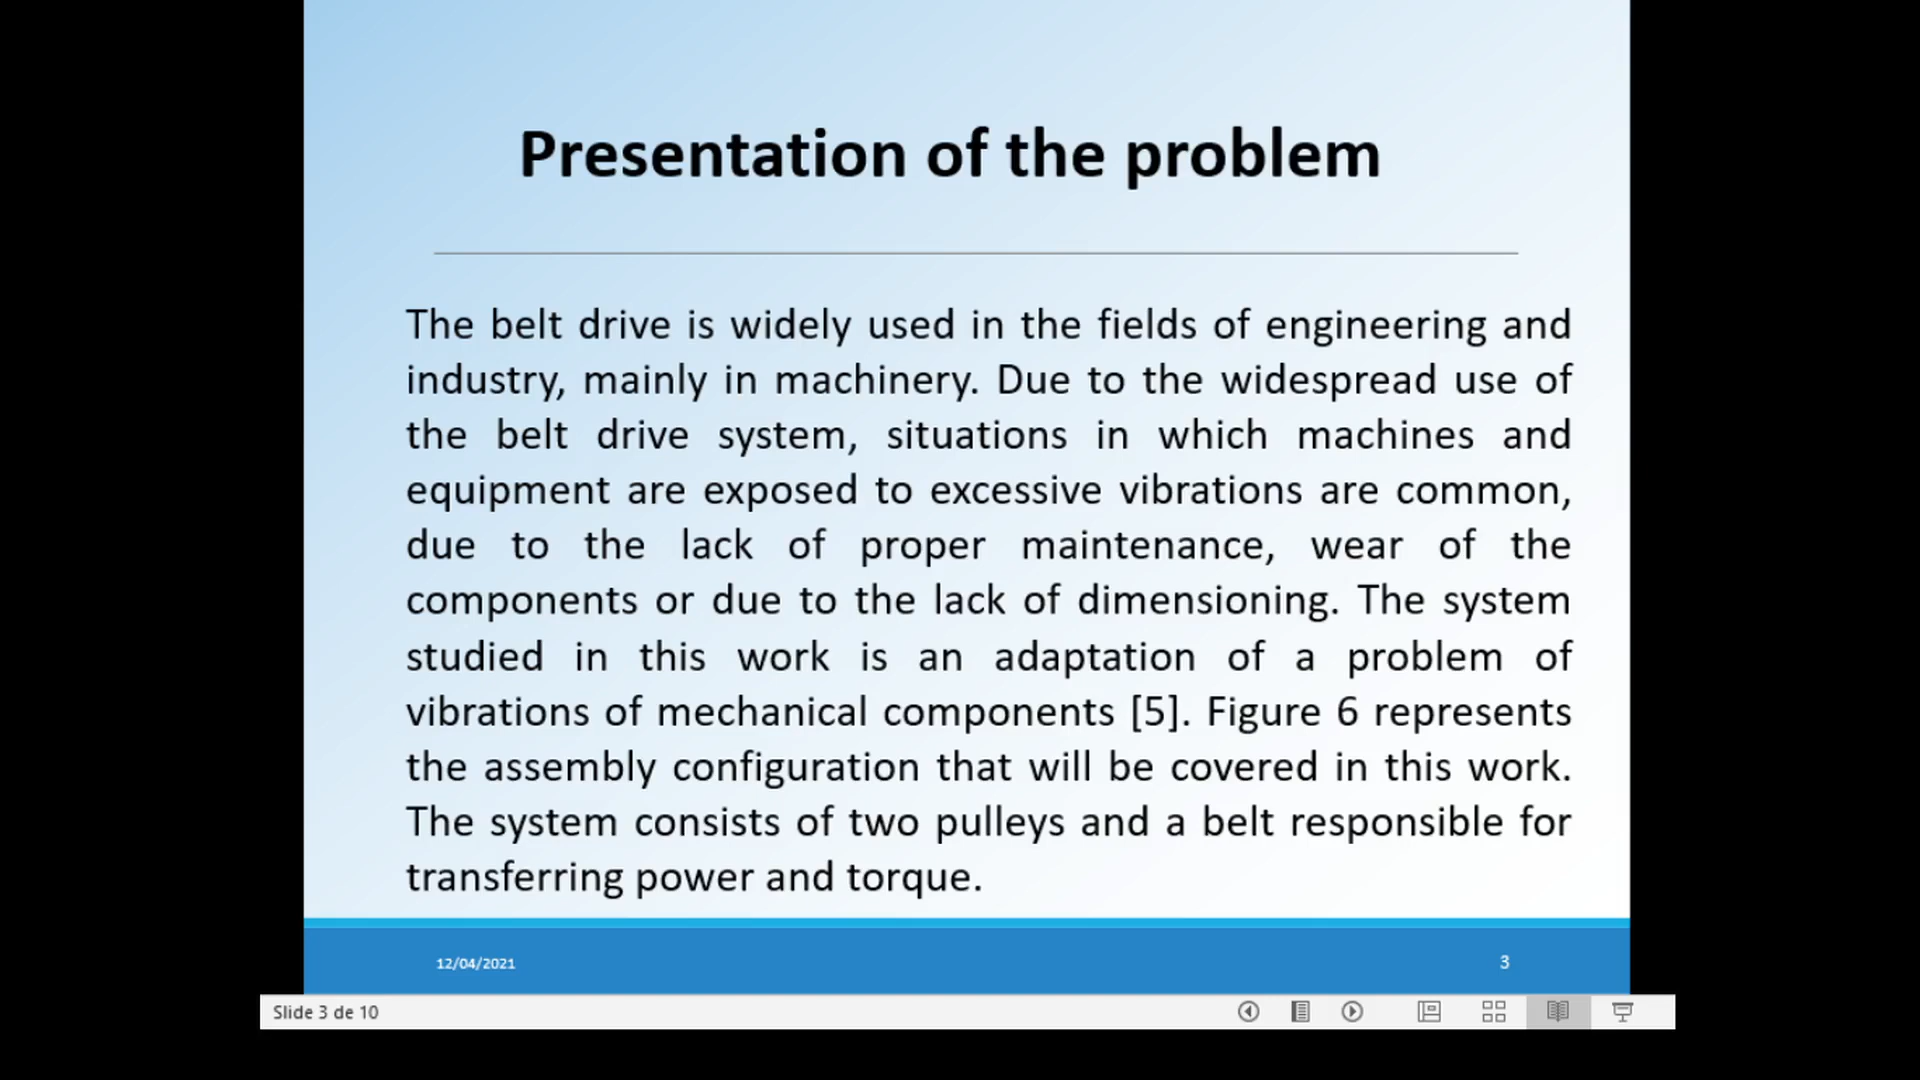 Presentation of the problem
The belt drive is widely used in the fields of engineering and
industry, mainly in machinery. Due to the widespread use of
the belt drive system, situations in which machines and
equipment are exposed to excessive vibrations are common,
due to the lack of proper maintenance, wear of the
components or due to the lack of dimensioning. The system
studied in this work is an adaptation of a problem of
vibrations of mechanical components [5]. Figure 6 represents
the assembly configuration that will be covered in this work.
The system consists of two pulleys and a belt responsible for
transferring power and torque.
12/04/2021
3
Slide 3 de 10